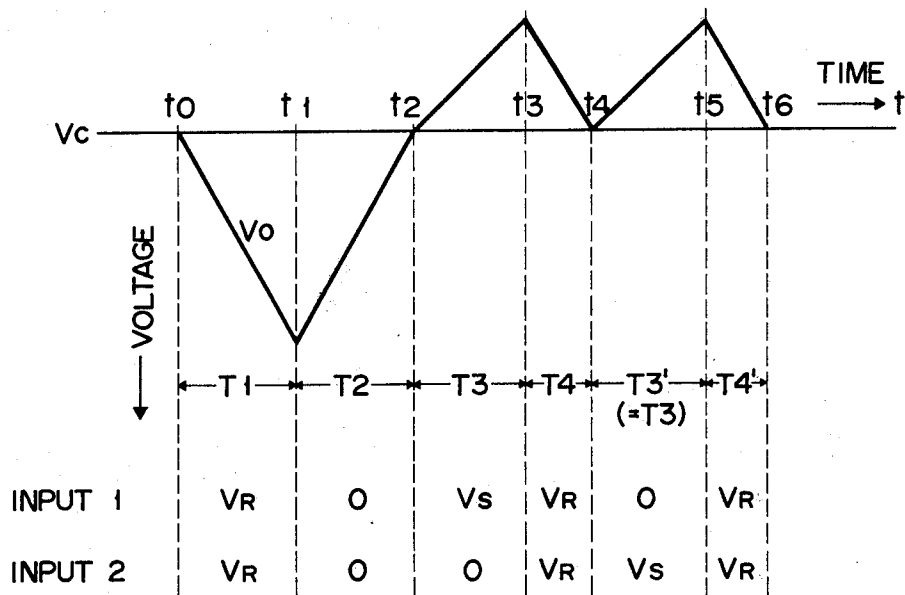 TIME
t0 t1 t2 t3 t4 t5 t6 t
Vc
Vo
VOLTAGE
T1 T2 T3 T4 T3' T4'
(=T3)
INPUT 1 VR 0 VS VR 0 VR
INPUT 2 VR 0 0 VR VS VR